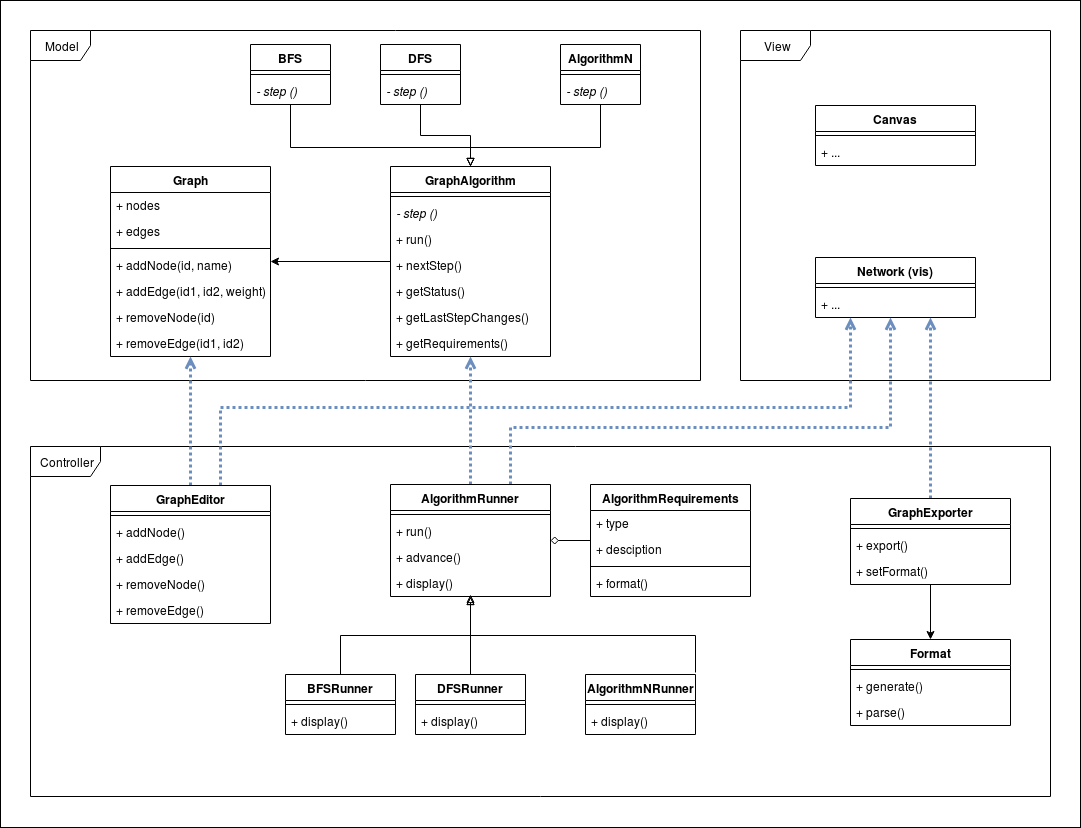 Model
BFS
- step ()
DFS
- step ()
AlgorithmN
- step ()
Graph
+ nodes
+ edges
+ addNode(id, name)
+ addEdge(id1, id2, weight)
+ removeNode(id)
+ removeEdge(id1, id2)
GraphAlgorithm
- step ()
+ run()
+ nextStep()
+ getStatus()
+ getLastStepChanges()
+ getRequirements()
View
Canvas
+ ...
Network (vis)
+ ...
Controller
GraphEditor
+ addNode()
+ addEdge()
+ removeNode()
+ removeEdge()
AlgorithmRunner
+ run()
+ advance()
+ display()
AlgorithmRequirements
+ type
+ desciption
+ format()
GraphExporter
+ export()
+ setFormat()
BFSRunner
+ display()
DFSRunner
+ display()
AlgorithmNRunner
+ display()
Format
+ generate()
+ parse()